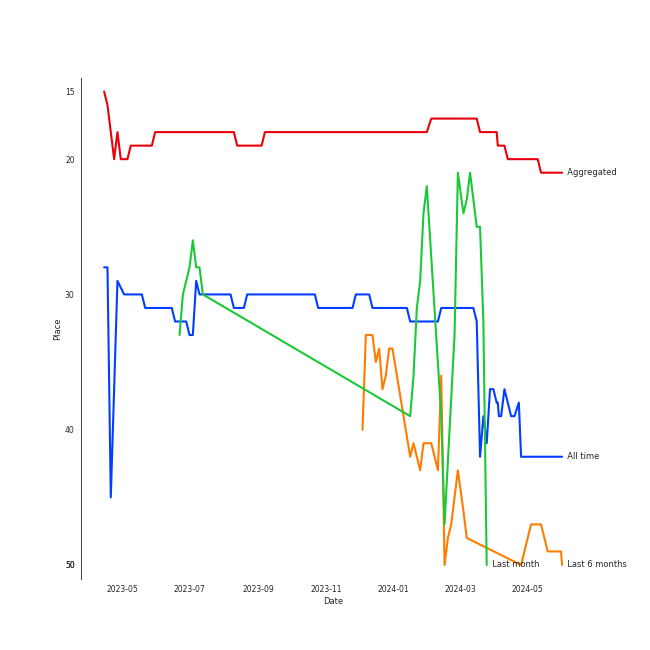 15
20
30
40
50
Place
Aggregated
All time
Last month
Last 6 months
2023-05 2023-07 2023-09 2023-11 2024-01 2024-03 2024-05
Date